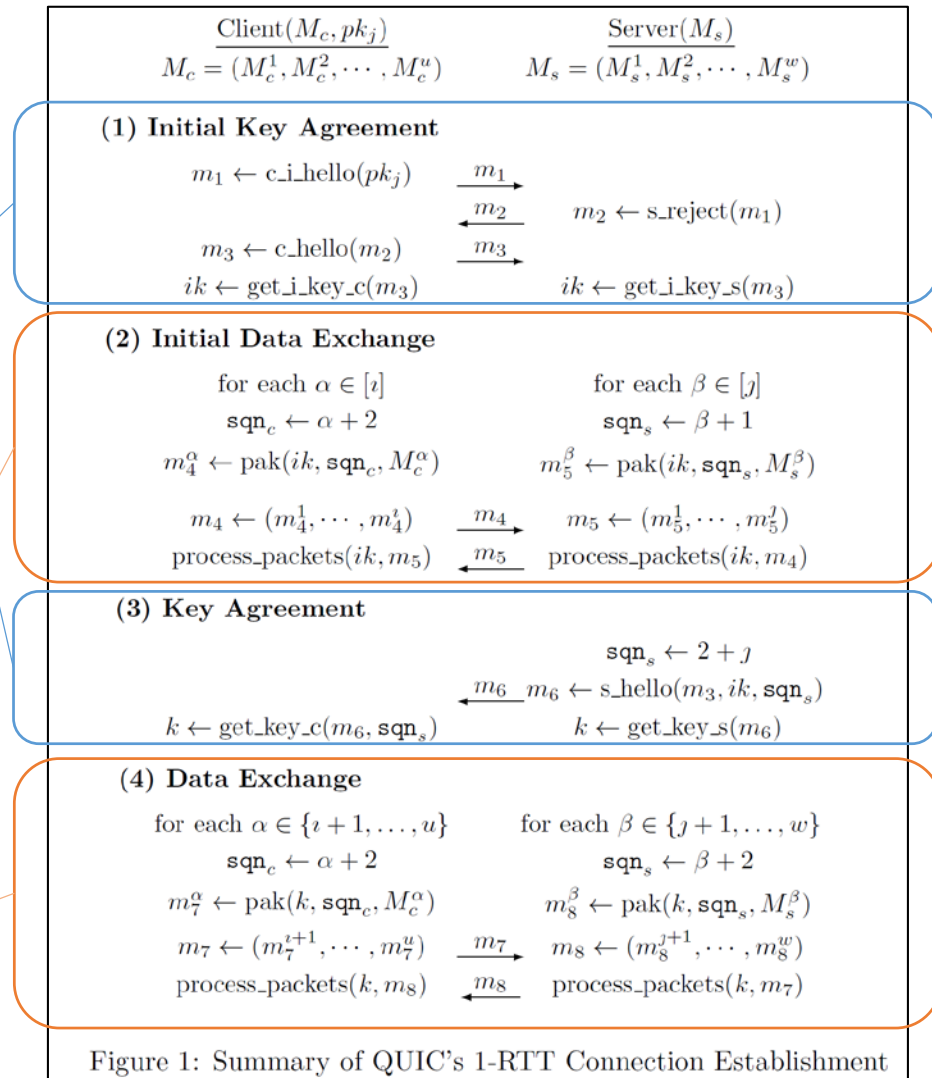 Client(M_c, pk_j) Server(M_s)
M_c = (M_c^1, M_c^2, ⋯ , M_c^u) M_s = (M_s^1, M_s^2, ⋯ , M_s^w)
(1) Initial Key Agreement
m_1 ← c_i_hello(pk_j) m_1
m_2 m_2 ← s_reject(m_1)
m_3 ← c_hello(m_2) m_3
ik ← get_i_key_c(m_3) ik ← get_i_key_s(m_3)
(2) Initial Data Exchange
for each α ∈ [ı] for each β ∈ [ȷ]
sqn_c ← α + 2 sqn_s ← β + 1
m_4^α ← pak(ik, sqn_c, M_c^α) m_5^β ← pak(ik, sqn_s, M_s^β)
m_4 ← (m_4^1, ⋯ , m_4^ı) m_4 m_5 ← (m_5^1, ⋯ , m_5^ȷ)
process_packets(ik, m_5) m_5 process_packets(ik, m_4)
(3) Key Agreement
sqn_s ← 2 + ȷ
m_6 m_6 ← s_hello(m_3, ik, sqn_s)
k ← get_key_c(m_6, sqn_s) k ← get_key_s(m_6)
(4) Data Exchange
for each α ∈ {ı + 1, . . . , u} for each β ∈ {ȷ + 1, . . . , w}
sqn_c ← α + 2 sqn_s ← β + 2
m_7^α ← pak(k, sqn_c, M_c^α) m_8^β ← pak(k, sqn_s, M_s^β)
m_7 ← (m_7^{ı+1}, ⋯ , m_7^u) m_7 m_8 ← (m_8^{ȷ+1}, ⋯ , m_8^w)
process_packets(k, m_8) m_8 process_packets(k, m_7)
Figure 1: Summary of QUIC's 1-RTT Connection Establishment